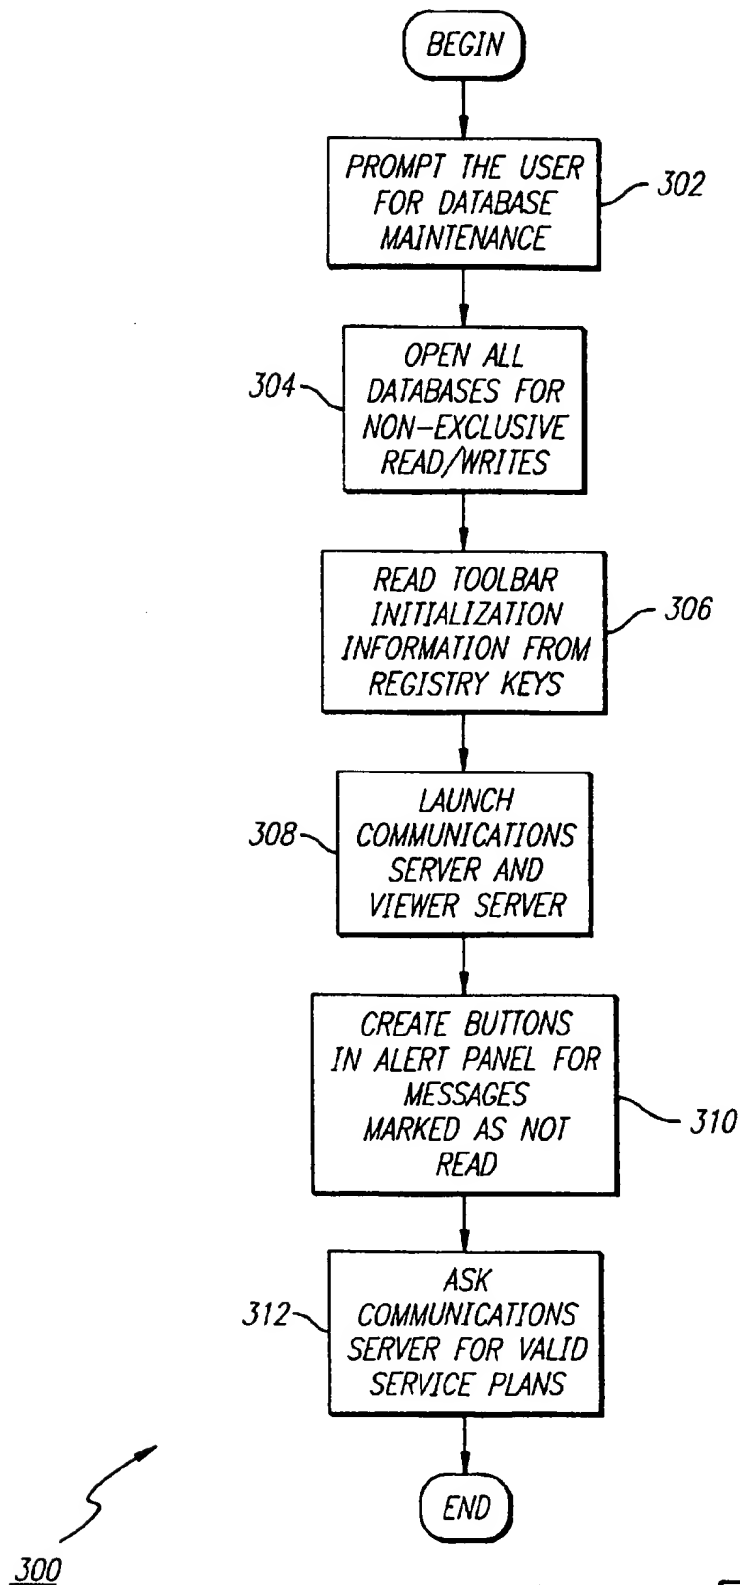 BEGIN
PROMPT THE USER
FOR DATABASE
MAINTENANCE
302
OPEN ALL
DATABASES FOR
NON-EXCLUSIVE
READ/WRITES
304
READ TOOLBAR
INITIALIZATION
INFORMATION FROM
REGISTRY KEYS
306
LAUNCH
COMMUNICATIONS
SERVER AND
VIEWER SERVER
308
CREATE BUTTONS
IN ALERT PANEL FOR
MESSAGES
MARKED AS NOT
READ
310
ASK
COMMUNICATIONS
SERVER FOR VALID
SERVICE PLANS
312
END
300